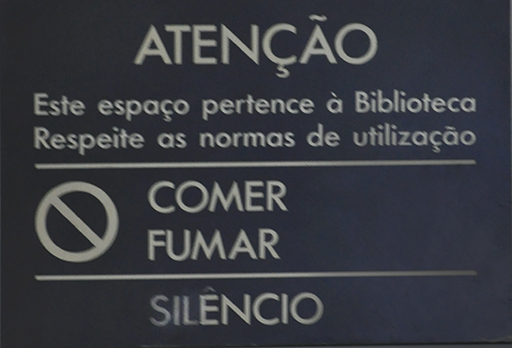 ATENÇÃO
Este espaço pertence à Biblioteca
Respeite as normas de utilização
COMER
FUMAR
SILÊNCIO